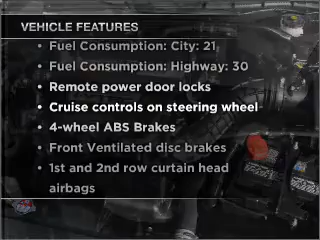 VEHICLE FEATURES
• Fuel Consumption: City: 21
• Fuel Consumption: Highway: 30
• Remote power door locks
• Cruise controls on steering wheel
• 4-wheel ABS Brakes
• Front Ventilated disc brakes
• 1st and 2nd row curtain head
airbags